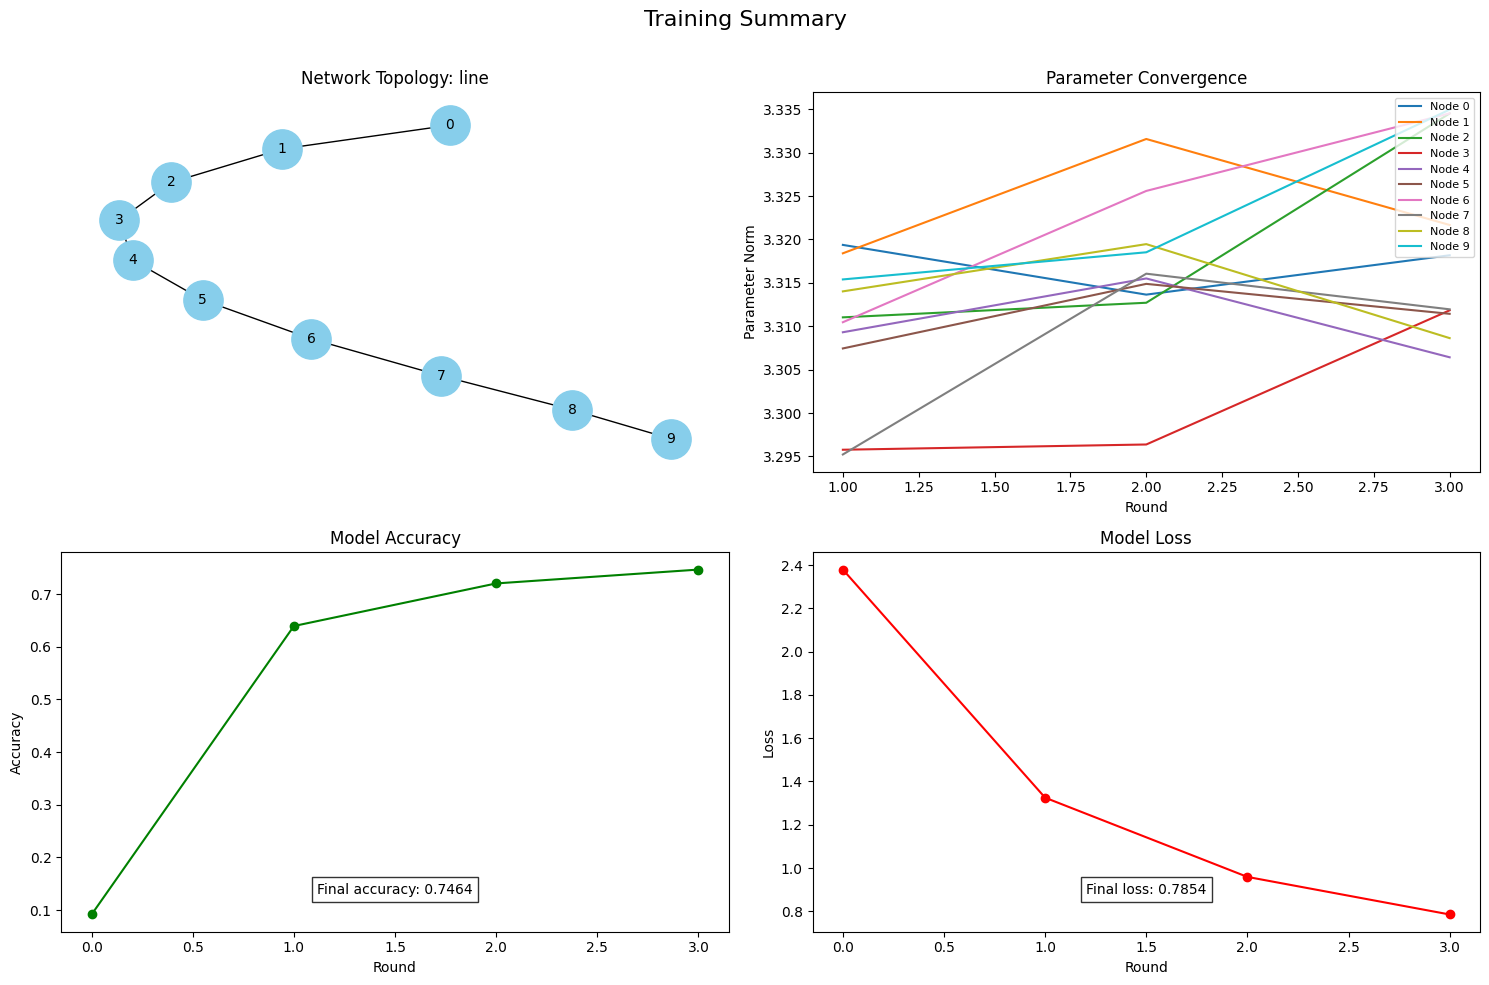 Training Summary
Network Topology: line
0
1
2
3
4
5
6
7
8
9
Parameter Convergence
3.335
3.330
3.325
3.320
3.315
3.310
3.305
3.300
3.295
Parameter Norm
Node 0
Node 1
Node 2
Node 3
Node 4
Node 5
Node 6
Node 7
Node 8
Node 9
1.00 1.25 1.50 1.75 2.00 2.25 2.50 2.75 3.00
Round
Model Accuracy
0.7
0.6
0.5
0.4
0.3
0.2
0.1
Accuracy
Final accuracy: 0.7464
0.0 0.5 1.0 1.5 2.0 2.5 3.0
Round
Model Loss
2.4
2.2
2.0
1.8
1.6
1.4
1.2
1.0
0.8
Loss
Final loss: 0.7854
0.0 0.5 1.0 1.5 2.0 2.5 3.0
Round